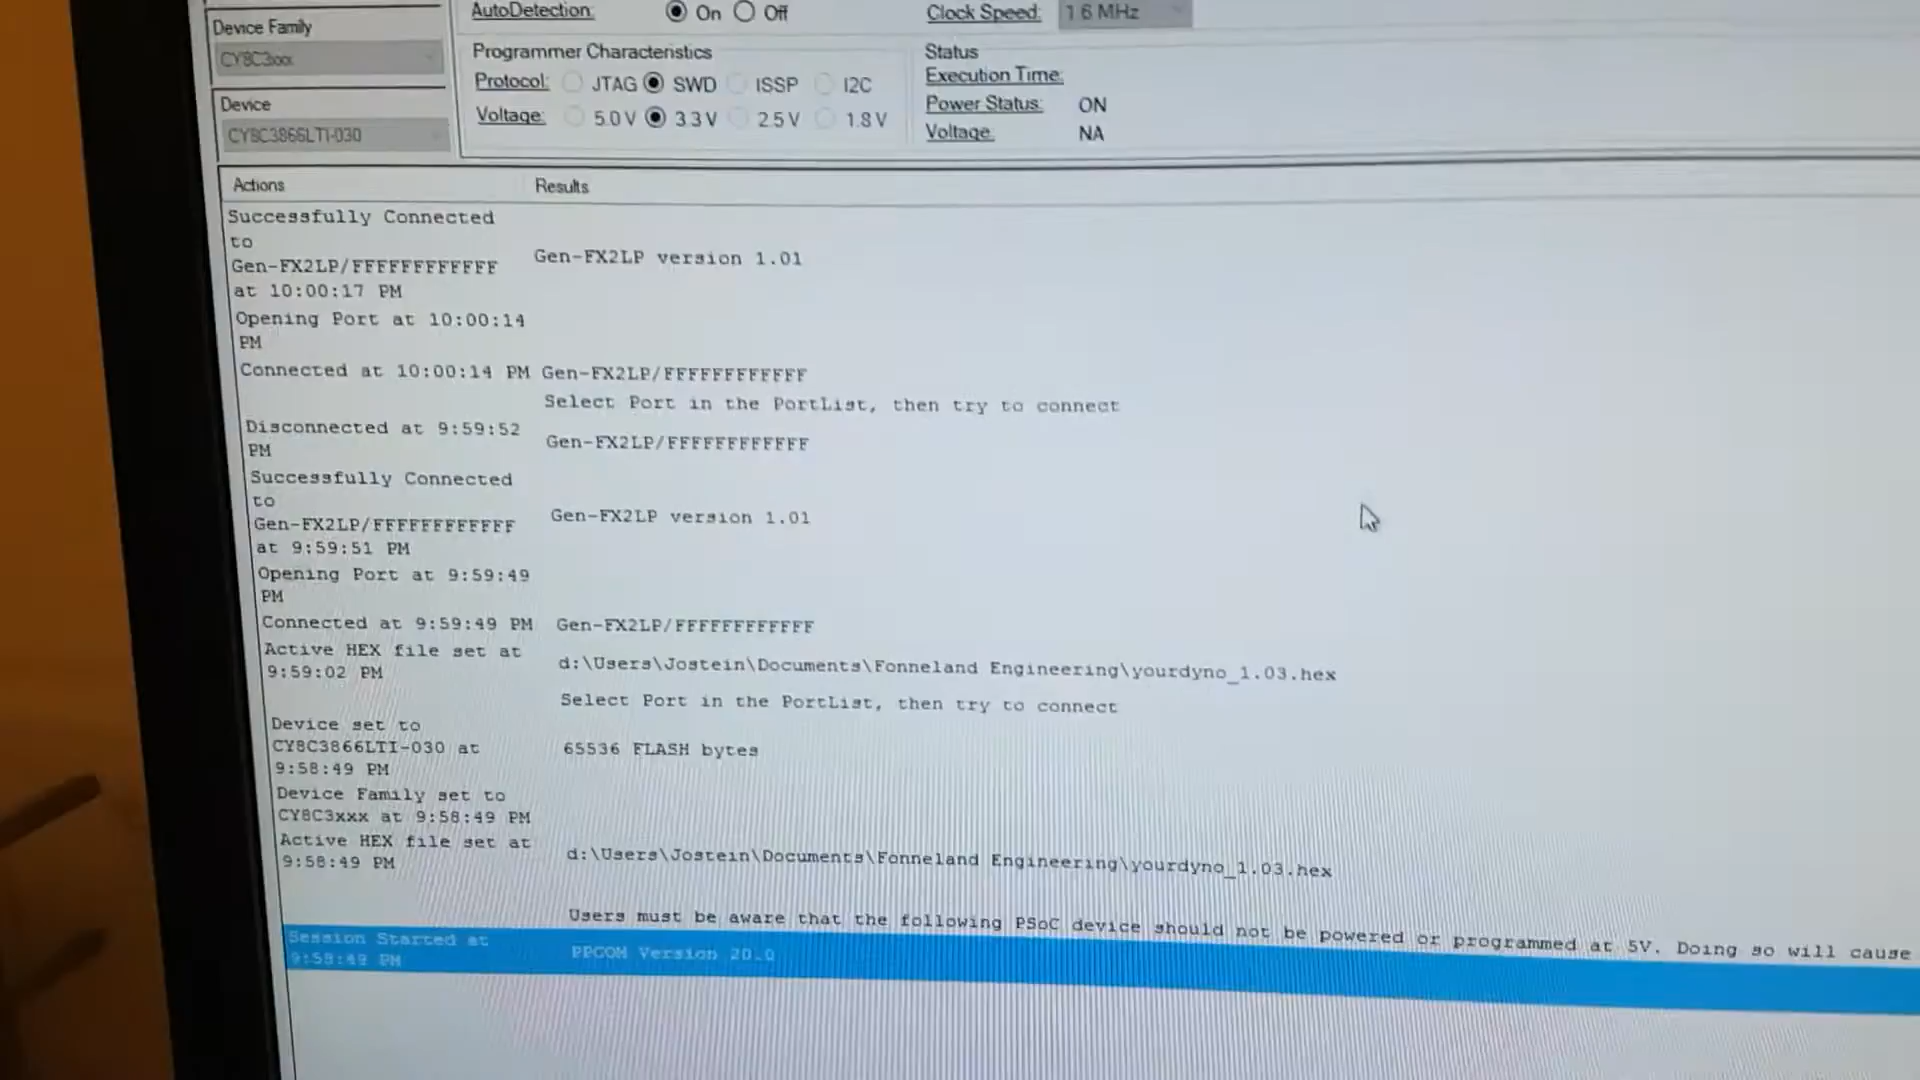 AutoDetection: On Off Clock Speed: 1.6 MHz
Device Family
CY8C3xxx
Programmer Characteristics Status
Protocol: JTAG SWD ISSP I2C Execution Time:
Device
Voltage: 5.0 V 3.3 V 2.5 V 1.8 V Power Status: ON
CY8C3866LTI-030
Voltage: NA
Actions Results
Successfully Connected
to
Gen-FX2LP/FFFFFFFFFFFF Gen-FX2LP version 1.01
at 10:00:17 PM
Opening Port at 10:00:14
PM
Connected at 10:00:14 PM Gen-FX2LP/FFFFFFFFFFFF
Select Port in the PortList, then try to connect
Disconnected at 9:59:52 Gen-FX2LP/FFFFFFFFFFFF
PM
Successfully Connected
to
Gen-FX2LP/FFFFFFFFFFFF Gen-FX2LP version 1.01
at 9:59:51 PM
Opening Port at 9:59:49
PM
Connected at 9:59:49 PM Gen-FX2LP/FFFFFFFFFFFF
Active HEX file set at d:\Users\Jostein\Documents\Fonneland Engineering\yourdyno_1.03.hex
9:59:02 PM
Select Port in the PortList, then try to connect
Device set to
CY8C3866LTI-030 at 65536 FLASH bytes
9:58:49 PM
Device Family set to
CY8C3xxx at 9:58:49 PM
Active HEX file set at d:\Users\Jostein\Documents\Fonneland Engineering\yourdyno_1.03.hex
9:58:49 PM
Users must be aware that the following PSoC device should not be powered or programmed at 5V. Doing so will cause
Session Started at PPCOM Version 20.0
9:58:49 PM